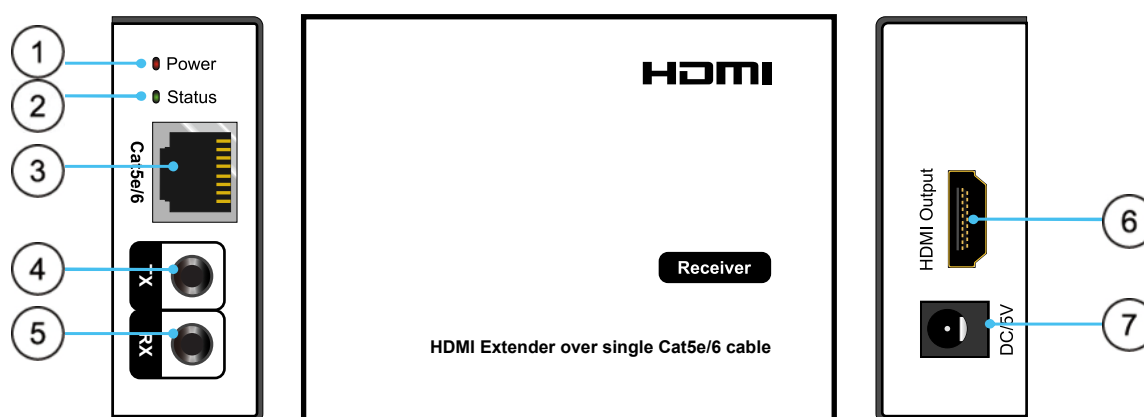 1
2
3
4
5
Power
Status
Cat5e/6
TX
RX
HDMI
Receiver
HDMI Extender over single Cat5e/6 cable
HDMI Output
DC/5V
6
7